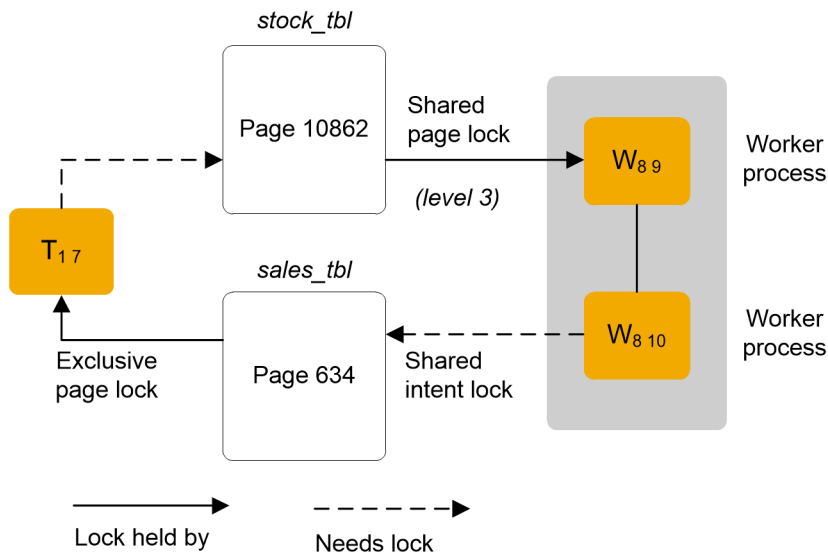 stock_tbl
Page 10862
Shared
page lock
(level 3)
W8 9
Worker
process
T1 7
sales_tbl
Page 634
Exclusive
page lock
Shared
intent lock
W8 10
Worker
process
Lock held by
Needs lock